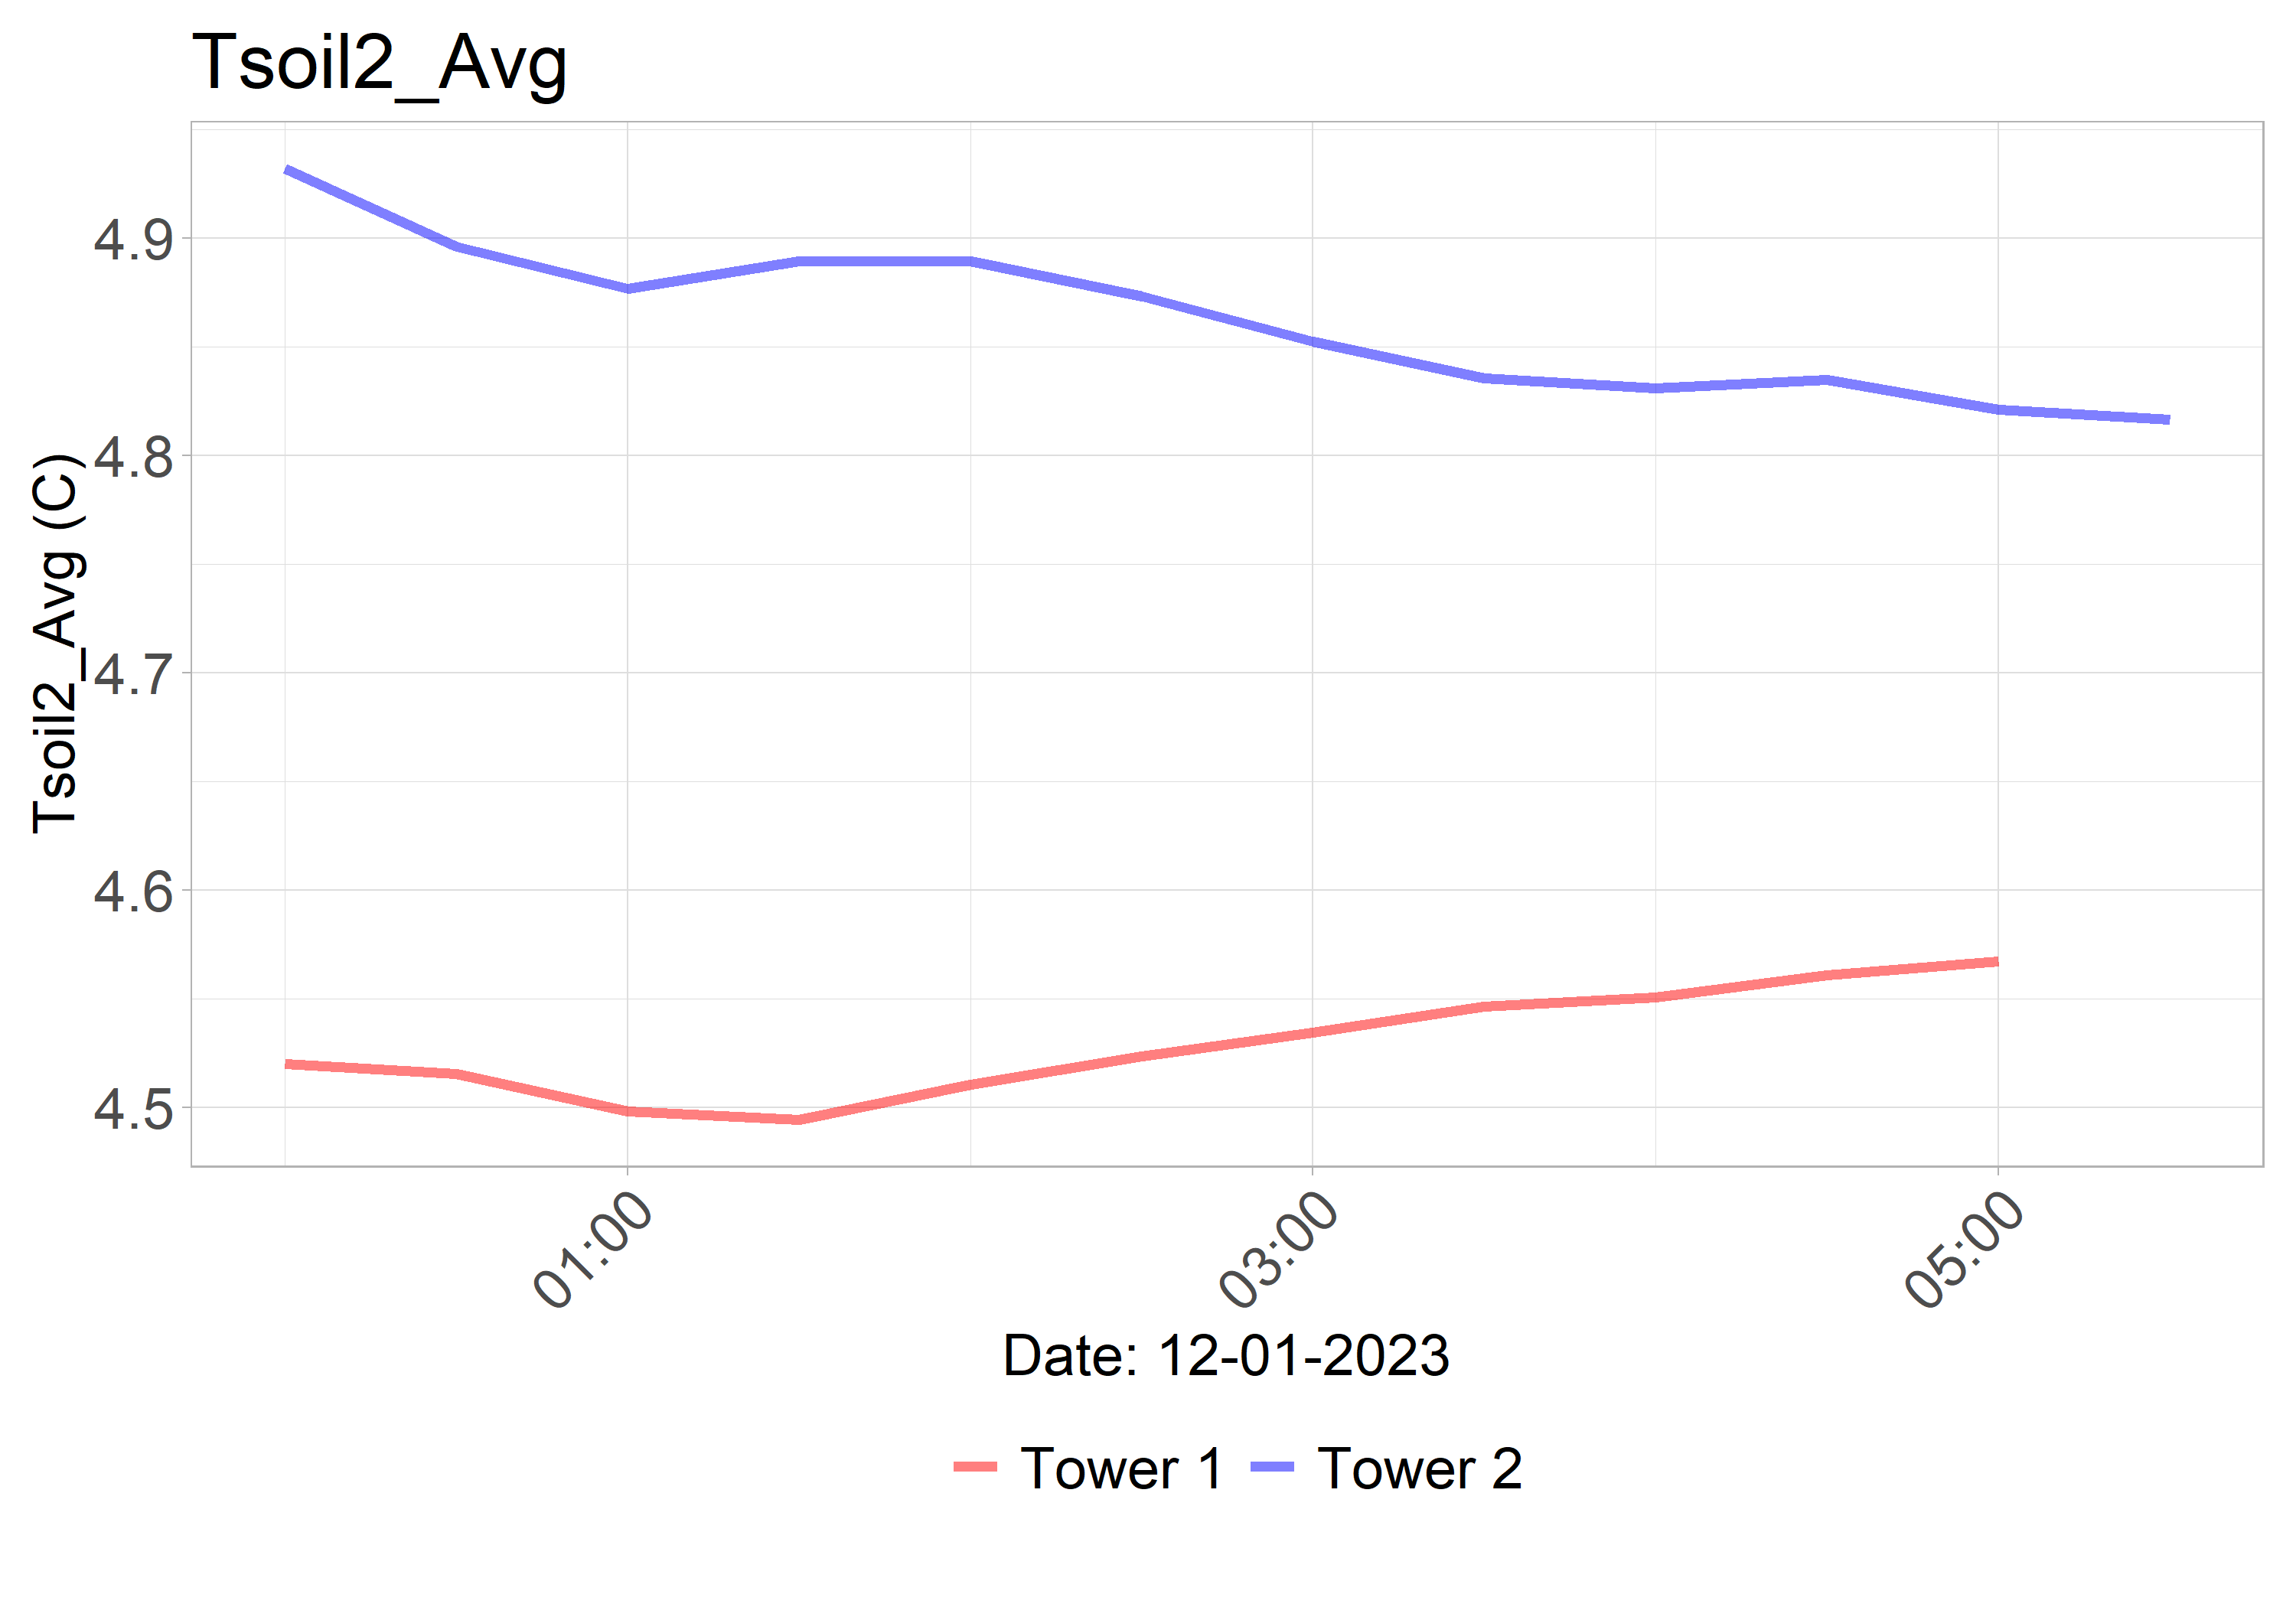 Tsoil2_Avg
Tsoil2_Avg (C)
4.9
4.8
4.7
4.6
4.5
01:00
03:00
05:00
Date: 12-01-2023
Tower 1
Tower 2